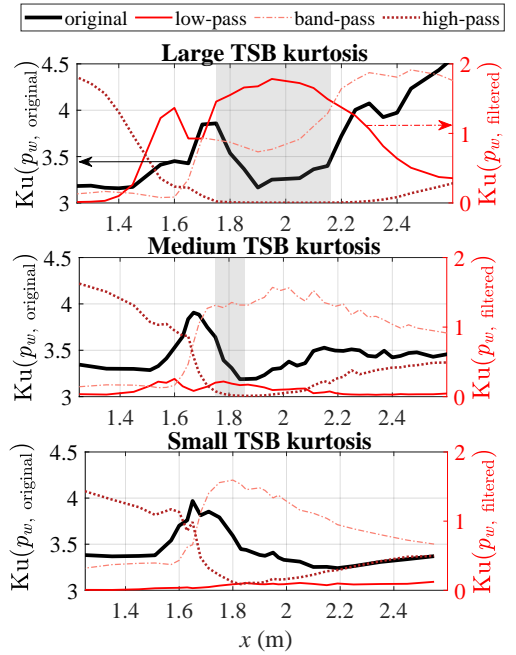 original low-pass band-pass high-pass
Large TSB kurtosis
Ku(p_w, original)
4.5
4
3.5
3
1.4 1.6 1.8 2 2.2 2.4
2
1
0
Ku(p_w, filtered)
Medium TSB kurtosis
Ku(p_w, original)
4.5
4
3.5
3
1.4 1.6 1.8 2 2.2 2.4
2
1
0
Ku(p_w, filtered)
Small TSB kurtosis
Ku(p_w, original)
4.5
4
3.5
3
1.4 1.6 1.8 2 2.2 2.4
2
1
0
Ku(p_w, filtered)
x (m)